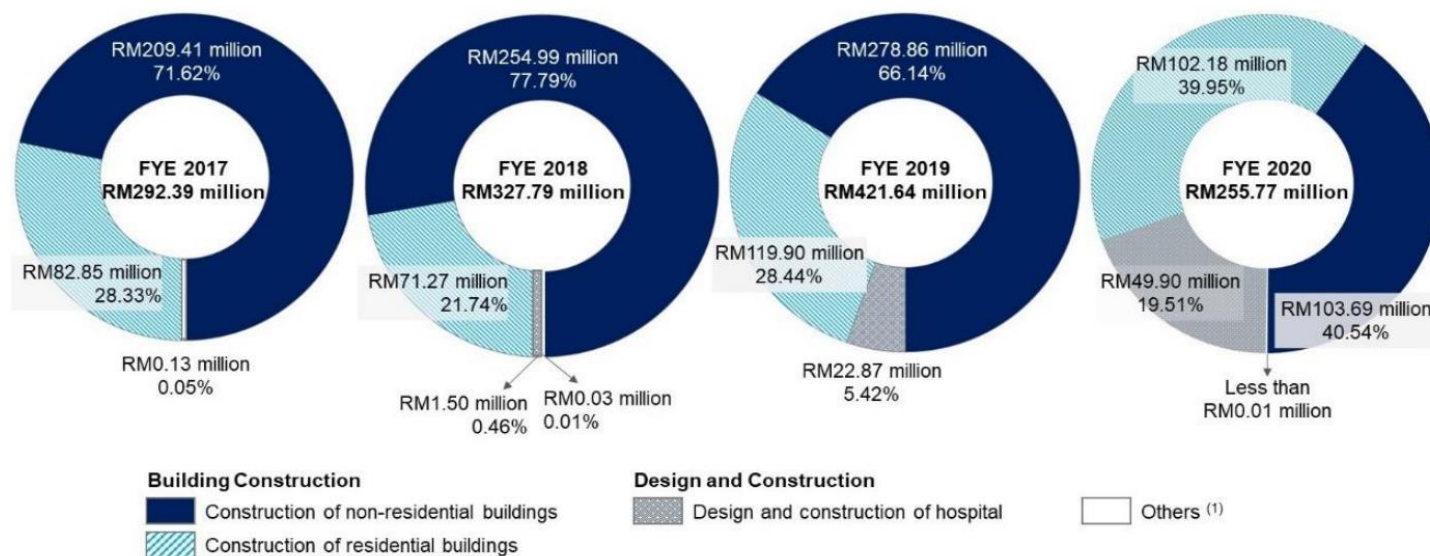 RM209.41 million
71.62%
FYE 2017
RM292.39 million
RM82.85 million
28.33%
RM0.13 million
0.05%
RM254.99 million
77.79%
FYE 2018
RM327.79 million
RM71.27 million
21.74%
RM1.50 million
0.46%
RM0.03 million
0.01%
RM278.86 million
66.14%
FYE 2019
RM421.64 million
RM119.90 million
28.44%
RM22.87 million
5.42%
RM102.18 million
39.95%
FYE 2020
RM255.77 million
RM49.90 million
19.51%
RM103.69 million
40.54%
Less than
RM0.01 million
Building Construction
Construction of non-residential buildings
Construction of residential buildings
Design and Construction
Design and construction of hospital
Others (1)